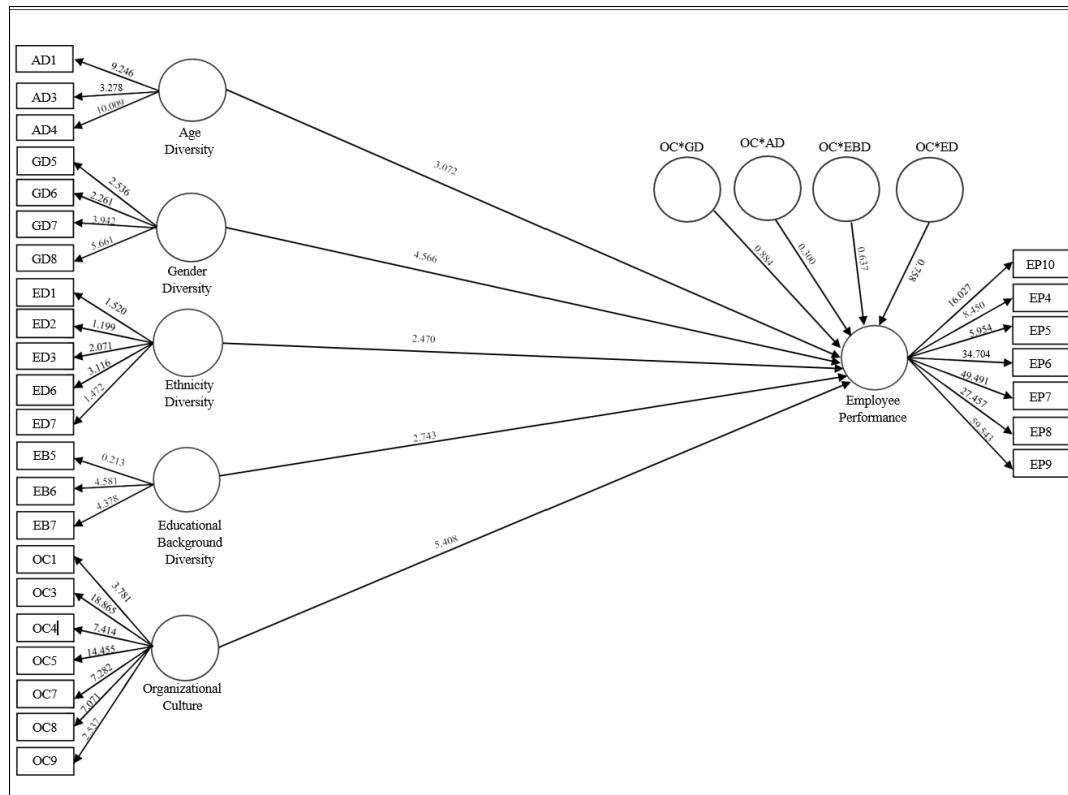 AD1
9.246
AD3
3.278
AD4
10.009
Age
Diversity
3.072
GD5
2.536
GD6
2.261
GD7
3.942
GD8
5.661
Gender
Diversity
4.566
ED1
1.520
ED2
1.199
ED3
2.071
ED6
3.116
ED7
1.472
Ethnicity
Diversity
2.470
EB5
0.213
EB6
4.581
EB7
4.378
Educational
Background
Diversity
2.743
OC1
3.781
OC3
18.865
OC4
7.414
OC5
14.455
OC7
7.282
OC8
7.071
OC9
2.537
Organizational
Culture
5.408
OC*GD
OC*AD
OC*EBD
OC*ED
0.884
0.300
0.637
0.758
Employee
Performance
EP10
16.027
EP4
8.450
EP5
5.954
EP6
34.704
EP7
49.491
EP8
27.457
EP9
59.543